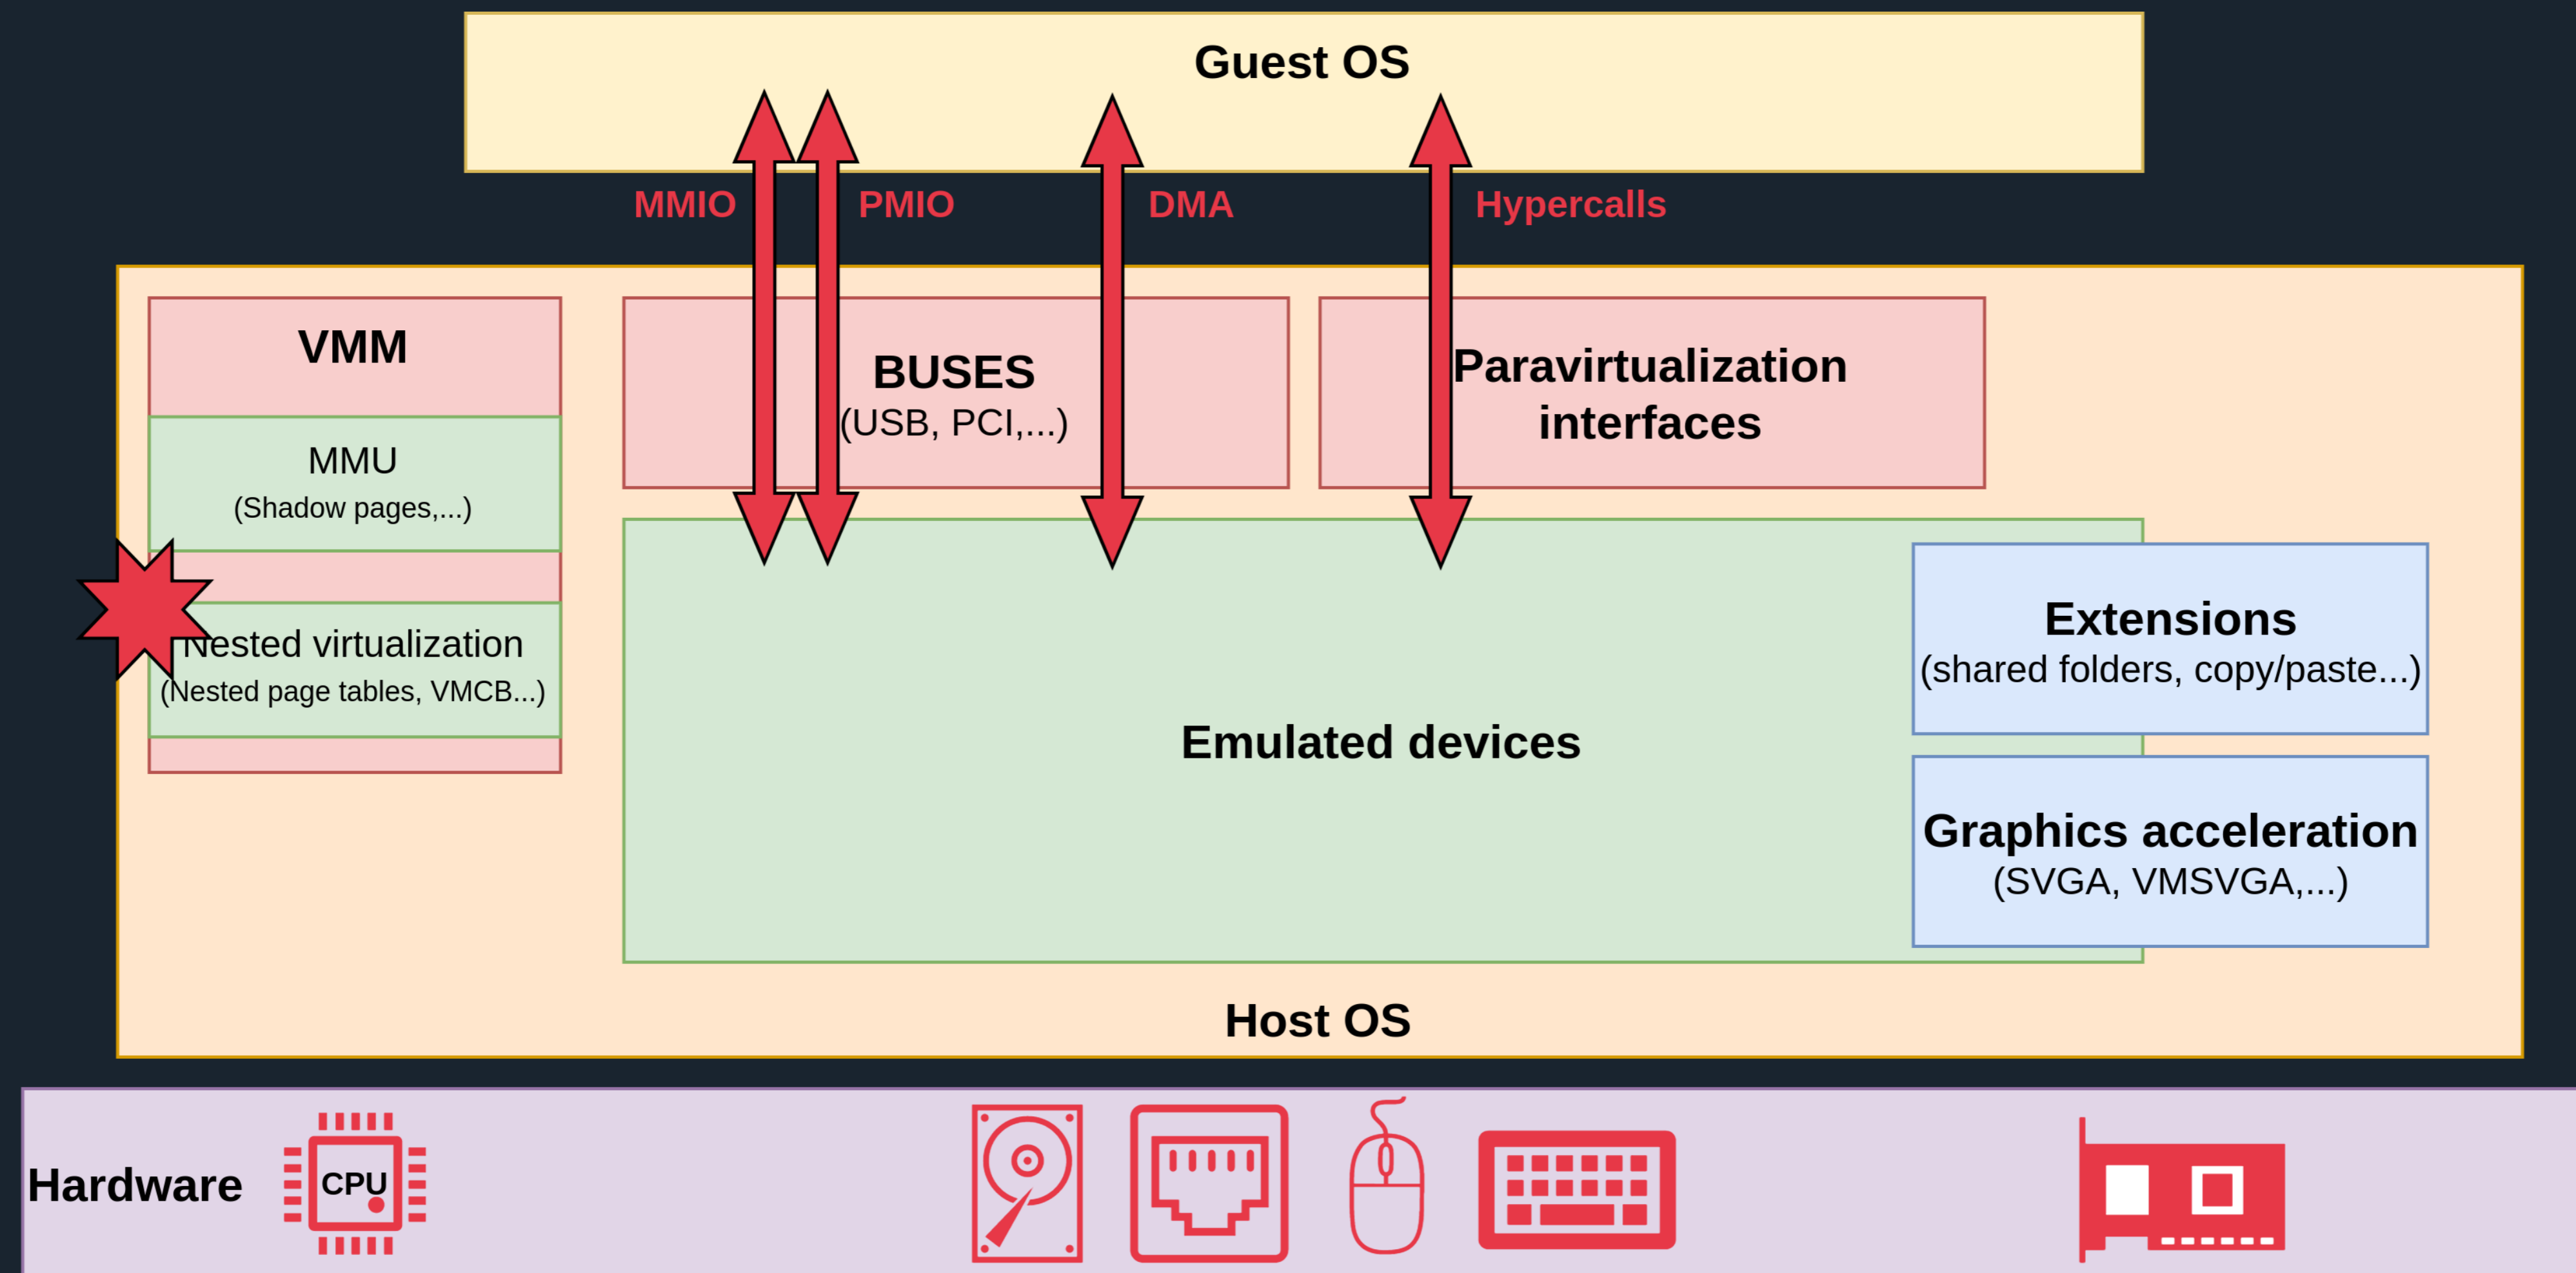 Guest OS
MMIO
PMIO
DMA
Hypercalls
VMM
MMU
(Shadow pages,...)
Nested virtualization
(Nested page tables, VMCB...)
BUSES
(USB, PCI,...)
Paravirtualization
interfaces
Emulated devices
Extensions
(shared folders, copy/paste...)
Graphics acceleration
(SVGA, VMSVGA,...)
Host OS
Hardware
CPU